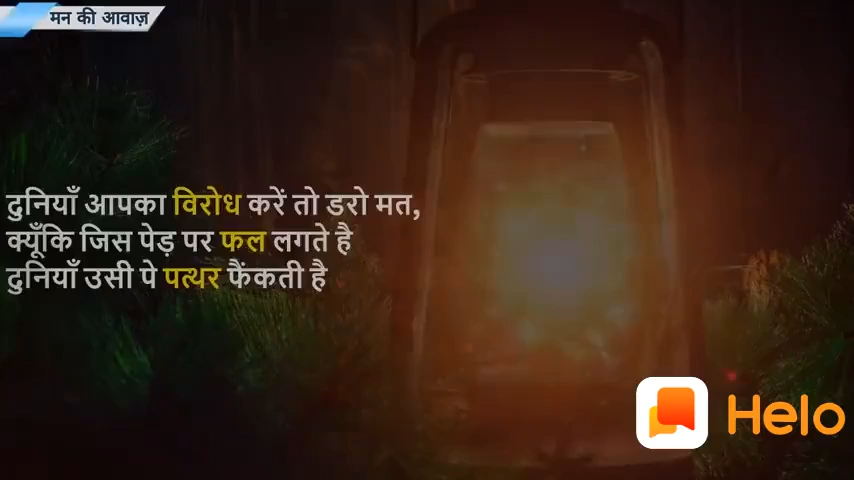 मन की आवाज़
दुनियाँ आपका विरोध करें तो डरो मत,
क्यूँकि जिस पेड़ पर फल लगते है
दुनियाँ उसी पे पत्थर फैंकती है
Helo